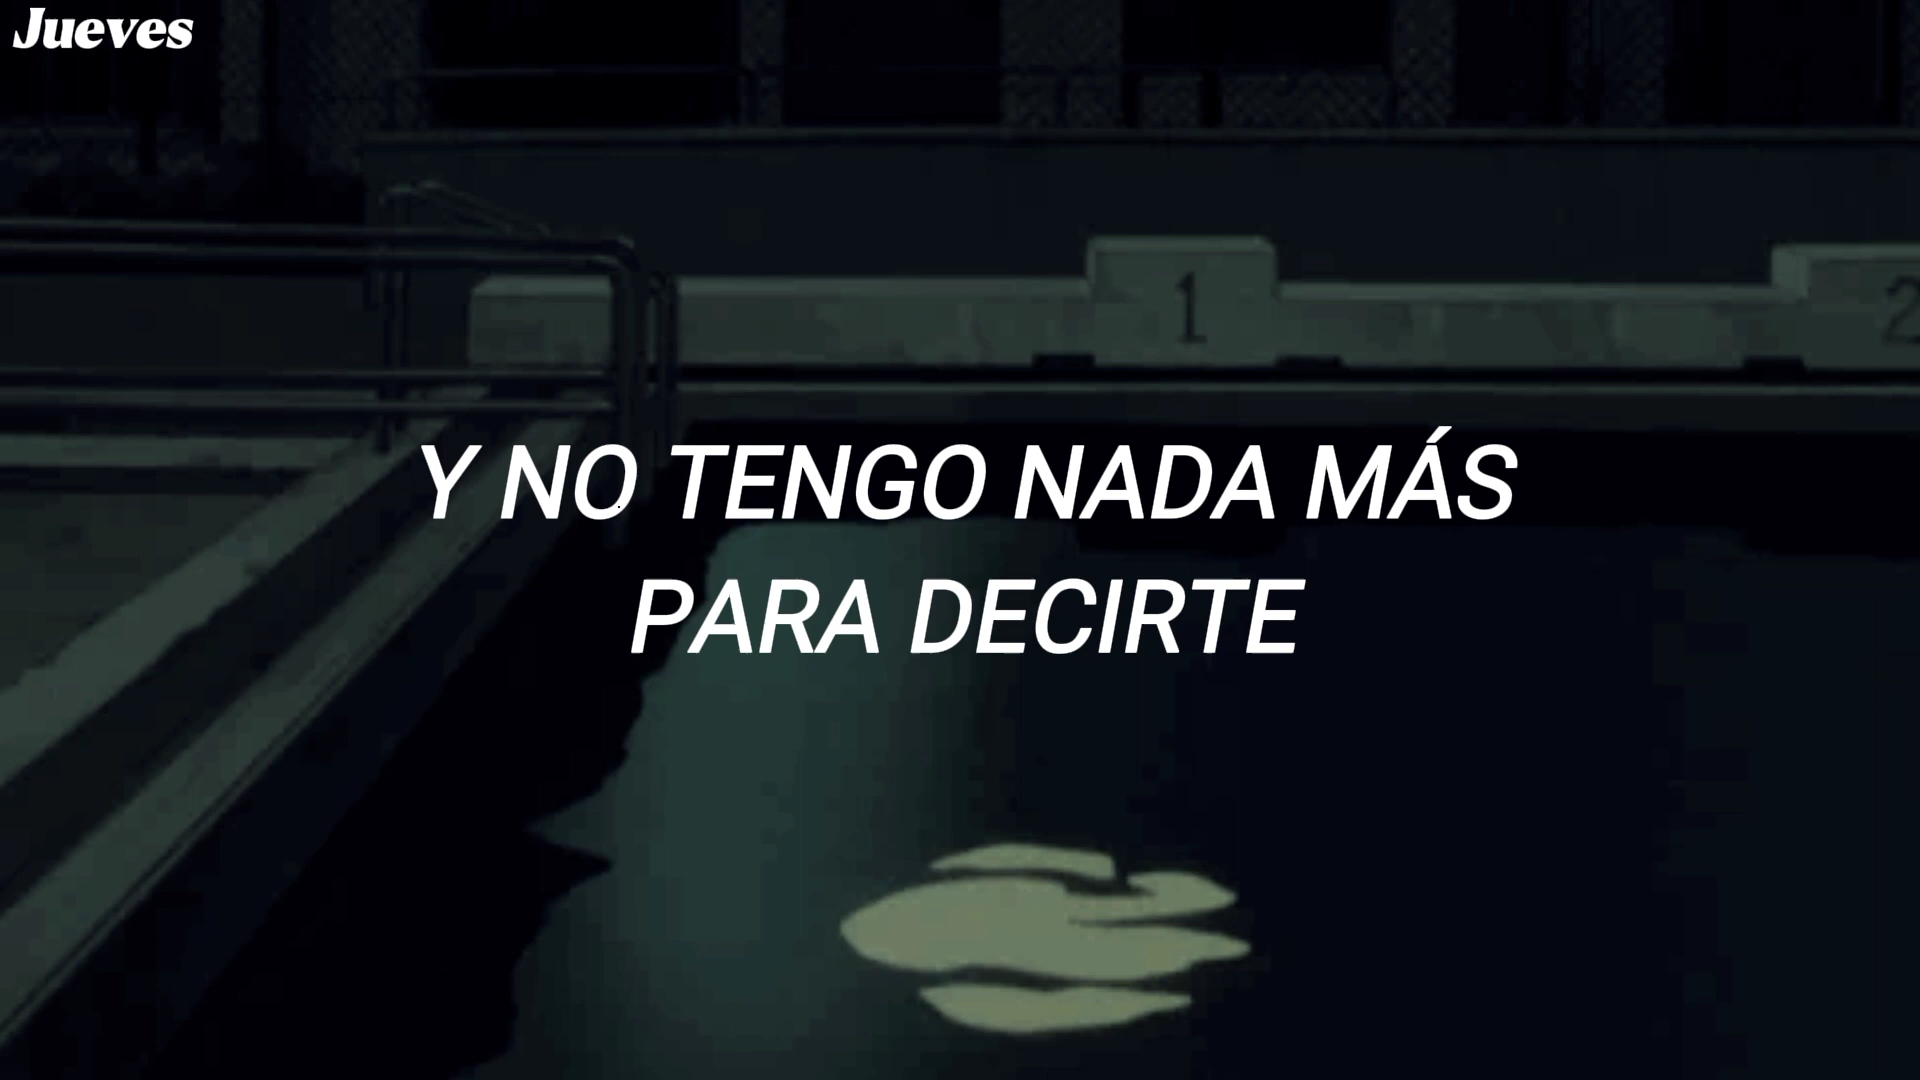 Jueves
1
2
Y NO TENGO NADA MÁS
PARA DECIRTE